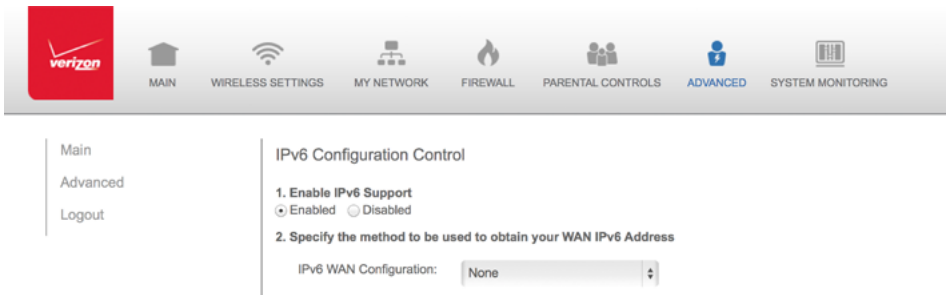 verizon
MAIN WIRELESS SETTINGS MY NETWORK FIREWALL PARENTAL CONTROLS ADVANCED SYSTEM MONITORING
Main
Advanced
Logout
IPv6 Configuration Control
1. Enable IPv6 Support
Enabled Disabled
2. Specify the method to be used to obtain your WAN IPv6 Address
IPv6 WAN Configuration: None